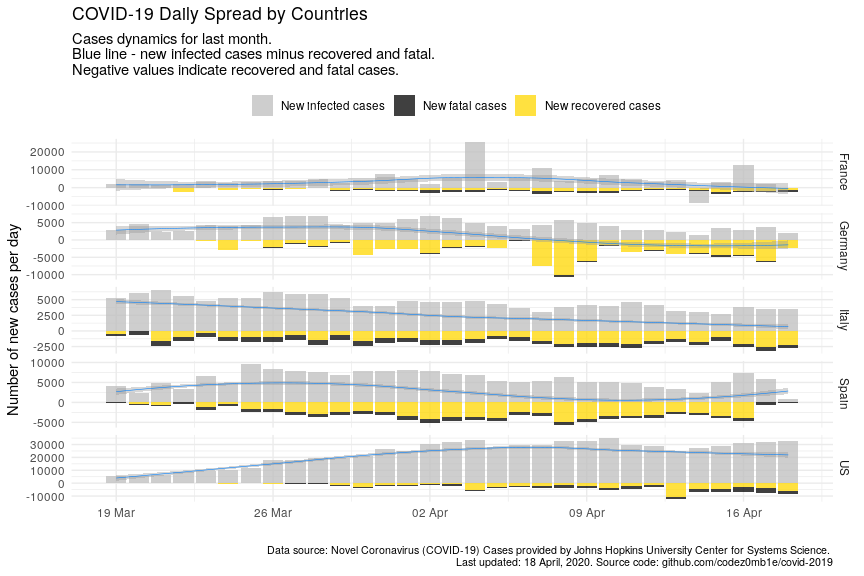 COVID-19 Daily Spread by Countries
Cases dynamics for last month.
Blue line - new infected cases minus recovered and fatal.
Negative values indicate recovered and fatal cases.
New infected cases New fatal cases New recovered cases
Number of new cases per day
20000
10000
0
-10000
France
5000
0
-5000
-10000
Germany
5000
2500
0
-2500
Italy
10000
5000
0
-5000
Spain
30000
20000
10000
0
-10000
US
19 Mar 26 Mar 02 Apr 09 Apr 16 Apr
Data source: Novel Coronavirus (COVID-19) Cases provided by Johns Hopkins University Center for Systems Science.
Last updated: 18 April, 2020. Source code: github.com/codez0mb1e/covid-2019